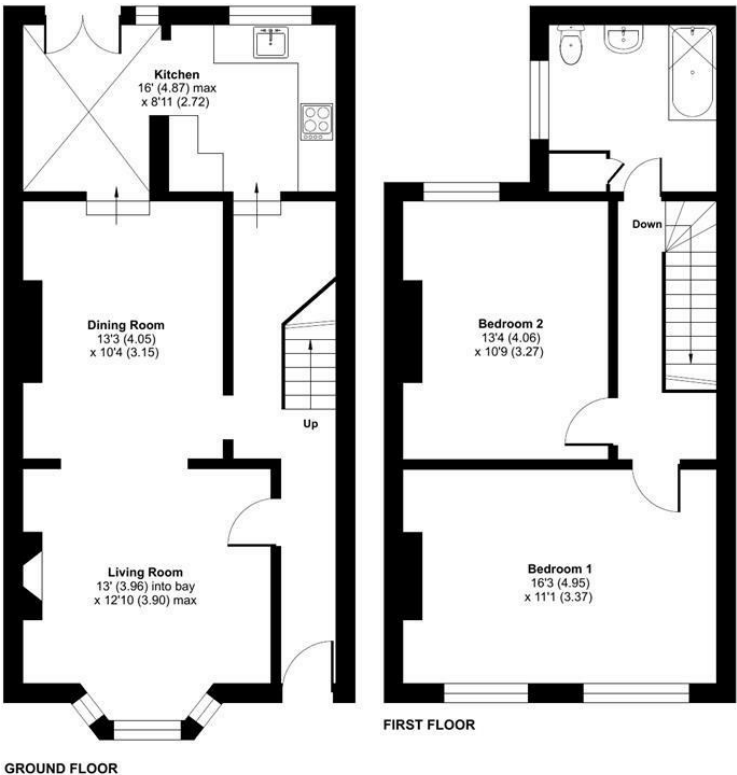 Kitchen
16' (4.87) max
x 8'11 (2.72)
Dining Room
13'3 (4.05)
x 10'4 (3.15)
Up
Living Room
13' (3.96) into bay
x 12'10 (3.90) max
GROUND FLOOR
Down
Bedroom 2
13'4 (4.06)
x 10'9 (3.27)
Bedroom 1
16'3 (4.95)
x 11'1 (3.37)
FIRST FLOOR